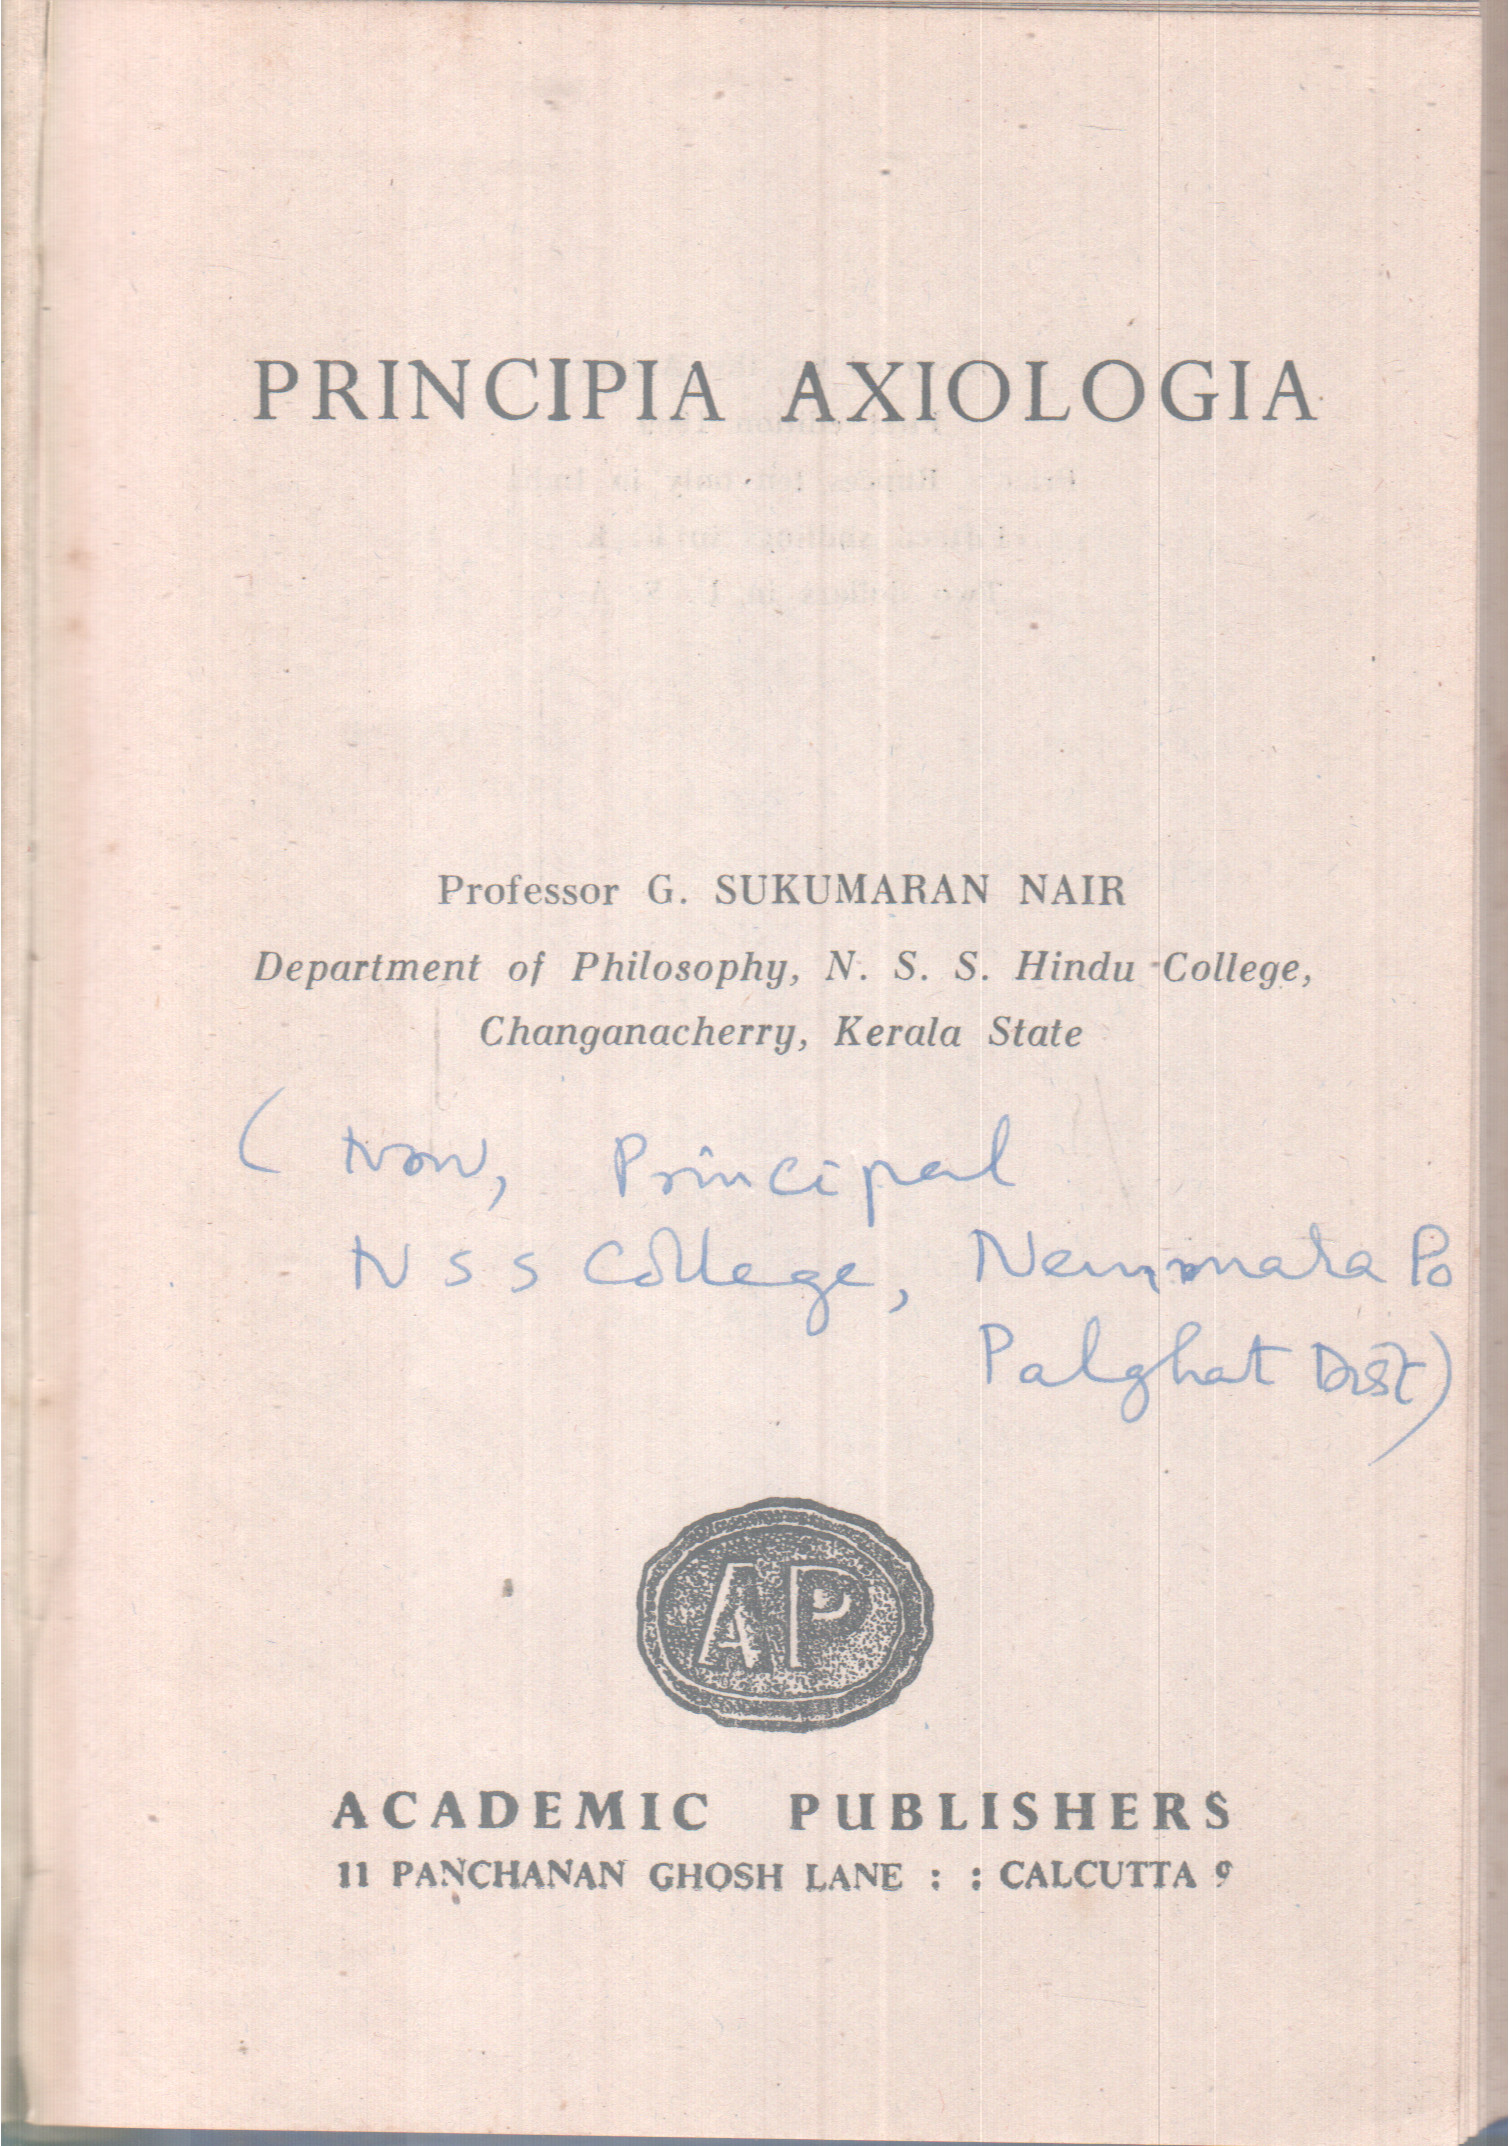 PRINCIPIA AXIOLOGIA
Professor G. SUKUMARAN NAIR
Department of Philosophy, N. S. S. Hindu College,
Changanacherry, Kerala State
( Now, Principal
N S S College, Nemmara Po
Palghat Dist)
AP
ACADEMIC PUBLISHERS
11 PANCHANAN GHOSH LANE : : CALCUTTA 9